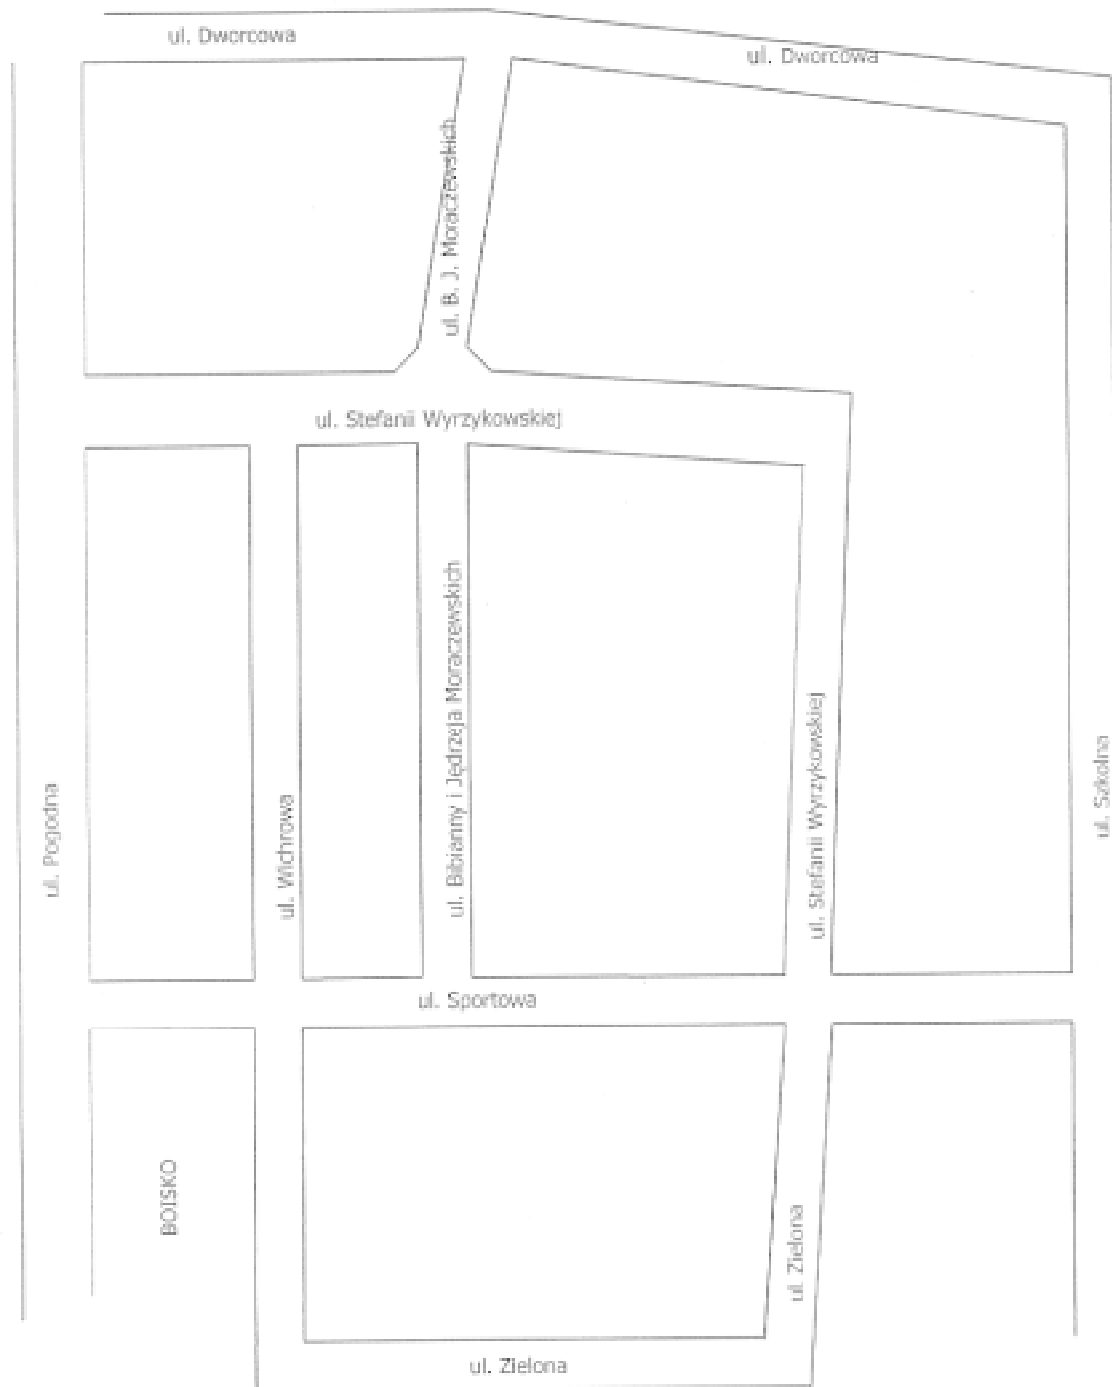 ul. Dworcowa
ul. Dworcowa
ul. B. J. Moraczewskich
ul. Stefanii Wyrzykowskiej
ul. Bibianny i Jędrzeja Moraczewskich
ul. Stefanii Wyrzykowskiej
ul. Szkolna
ul. Pogodna
ul. Wichrowa
ul. Sportowa
BOISKO
ul. Zielona
ul. Zielona